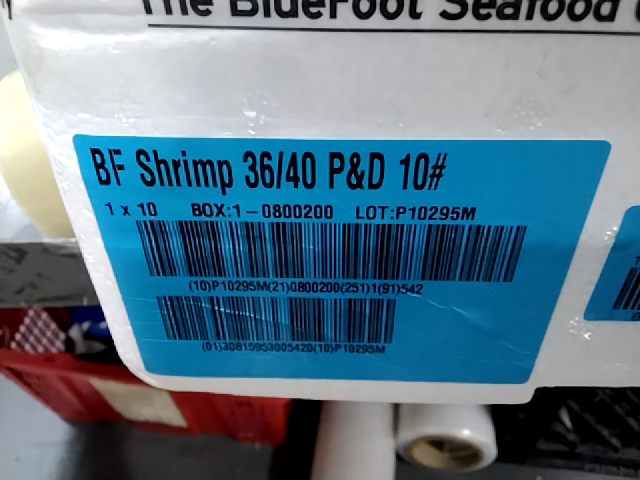 The BlueFoot Seafood
BF Shrimp 36/40 P&D 10#
1 x 10 BOX:1-0800200 LOT:P10295M
(10)P10295M(21)0800200(251)1(91)542
(01)30815953005420(10)P10295M